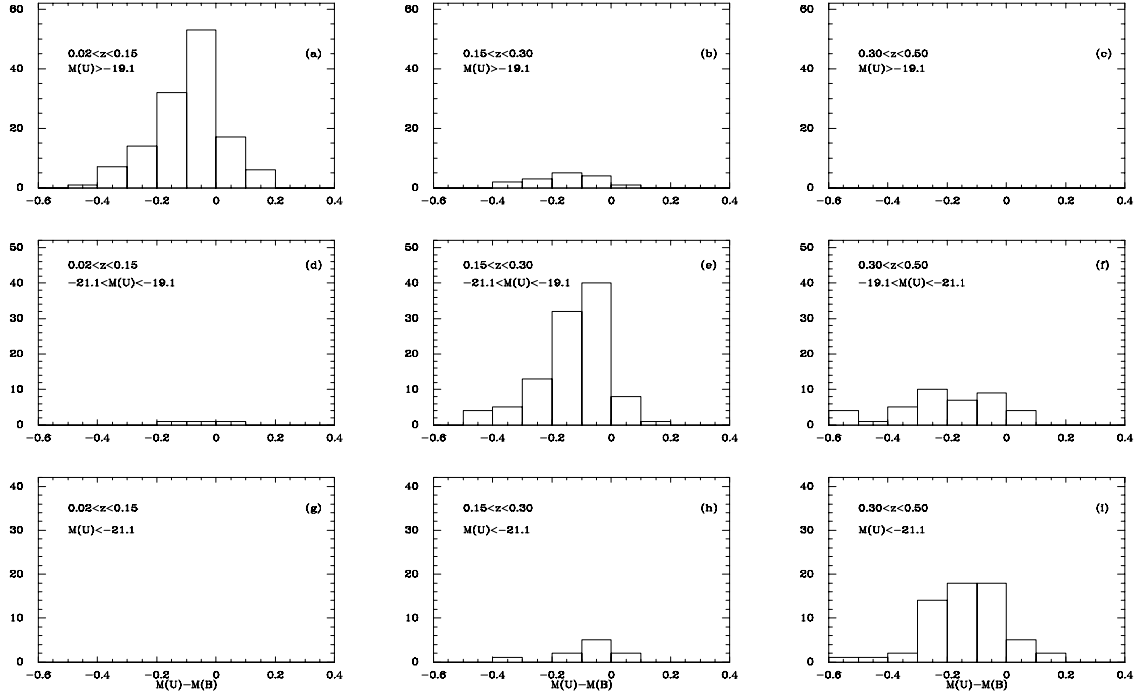 60
40
20
0
0.02<z<0.15
(a)
M(U)>−19.1
−0.6 −0.4 −0.2 0 0.2 0.4
60
40
20
0
0.15<z<0.30
(b)
M(U)>−19.1
−0.6 −0.4 −0.2 0 0.2 0.4
60
40
20
0
0.30<z<0.50
(c)
M(U)>−19.1
−0.6 −0.4 −0.2 0 0.2 0.4
50
40
30
20
10
0
0.02<z<0.15
(d)
−21.1<M(U)<−19.1
−0.6 −0.4 −0.2 0 0.2 0.4
50
40
30
20
10
0
0.15<z<0.30
(e)
−21.1<M(U)<−19.1
−0.6 −0.4 −0.2 0 0.2 0.4
50
40
30
20
10
0
0.30<z<0.50
(f)
−19.1<M(U)<−21.1
−0.6 −0.4 −0.2 0 0.2 0.4
40
30
20
10
0
0.02<z<0.15
(g)
M(U)<−21.1
−0.6 −0.4 −0.2 0 0.2 0.4
M(U)−M(B)
40
30
20
10
0
0.15<z<0.30
(h)
M(U)<−21.1
−0.6 −0.4 −0.2 0 0.2 0.4
M(U)−M(B)
40
30
20
10
0
0.30<z<0.50
(i)
M(U)<−21.1
−0.6 −0.4 −0.2 0 0.2 0.4
M(U)−M(B)